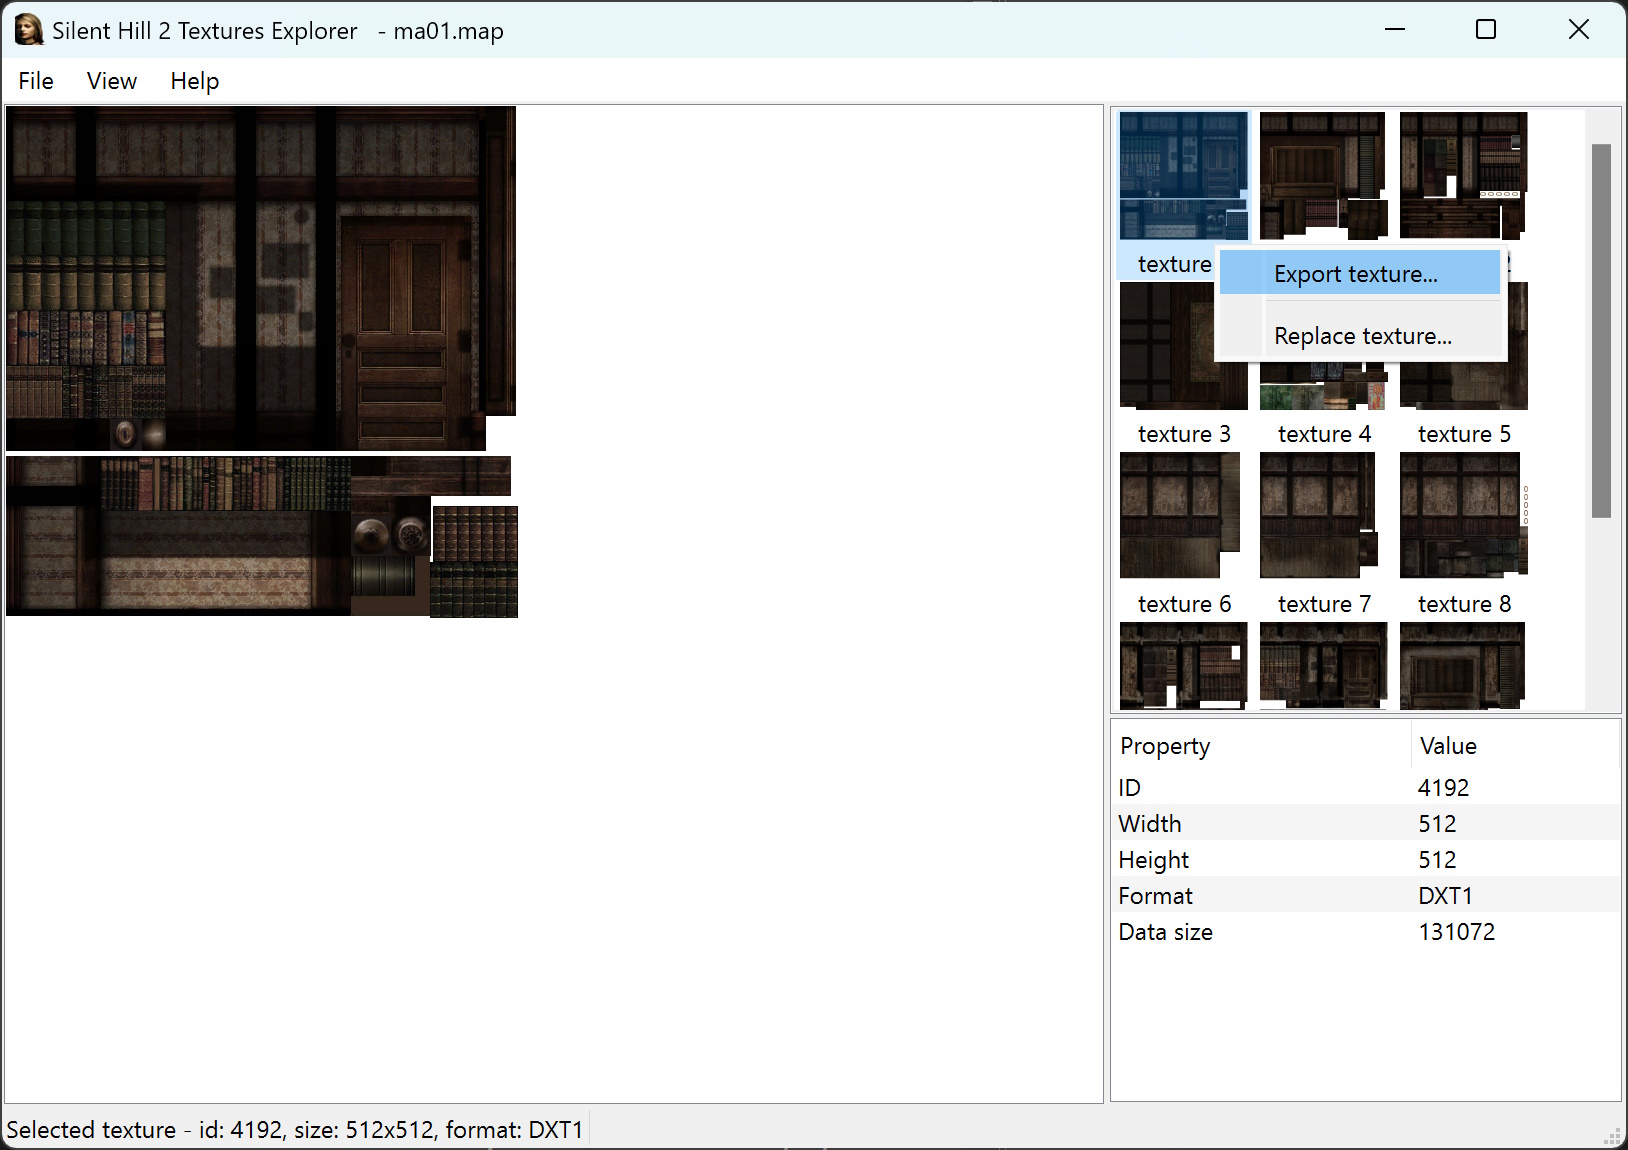 Silent Hill 2 Textures Explorer - ma01.map
File View Help
texture
Export texture...
Replace texture...
texture 3 texture 4 texture 5
texture 6 texture 7 texture 8
Property Value
ID 4192
Width 512
Height 512
Format DXT1
Data size 131072
Selected texture - id: 4192, size: 512x512, format: DXT1